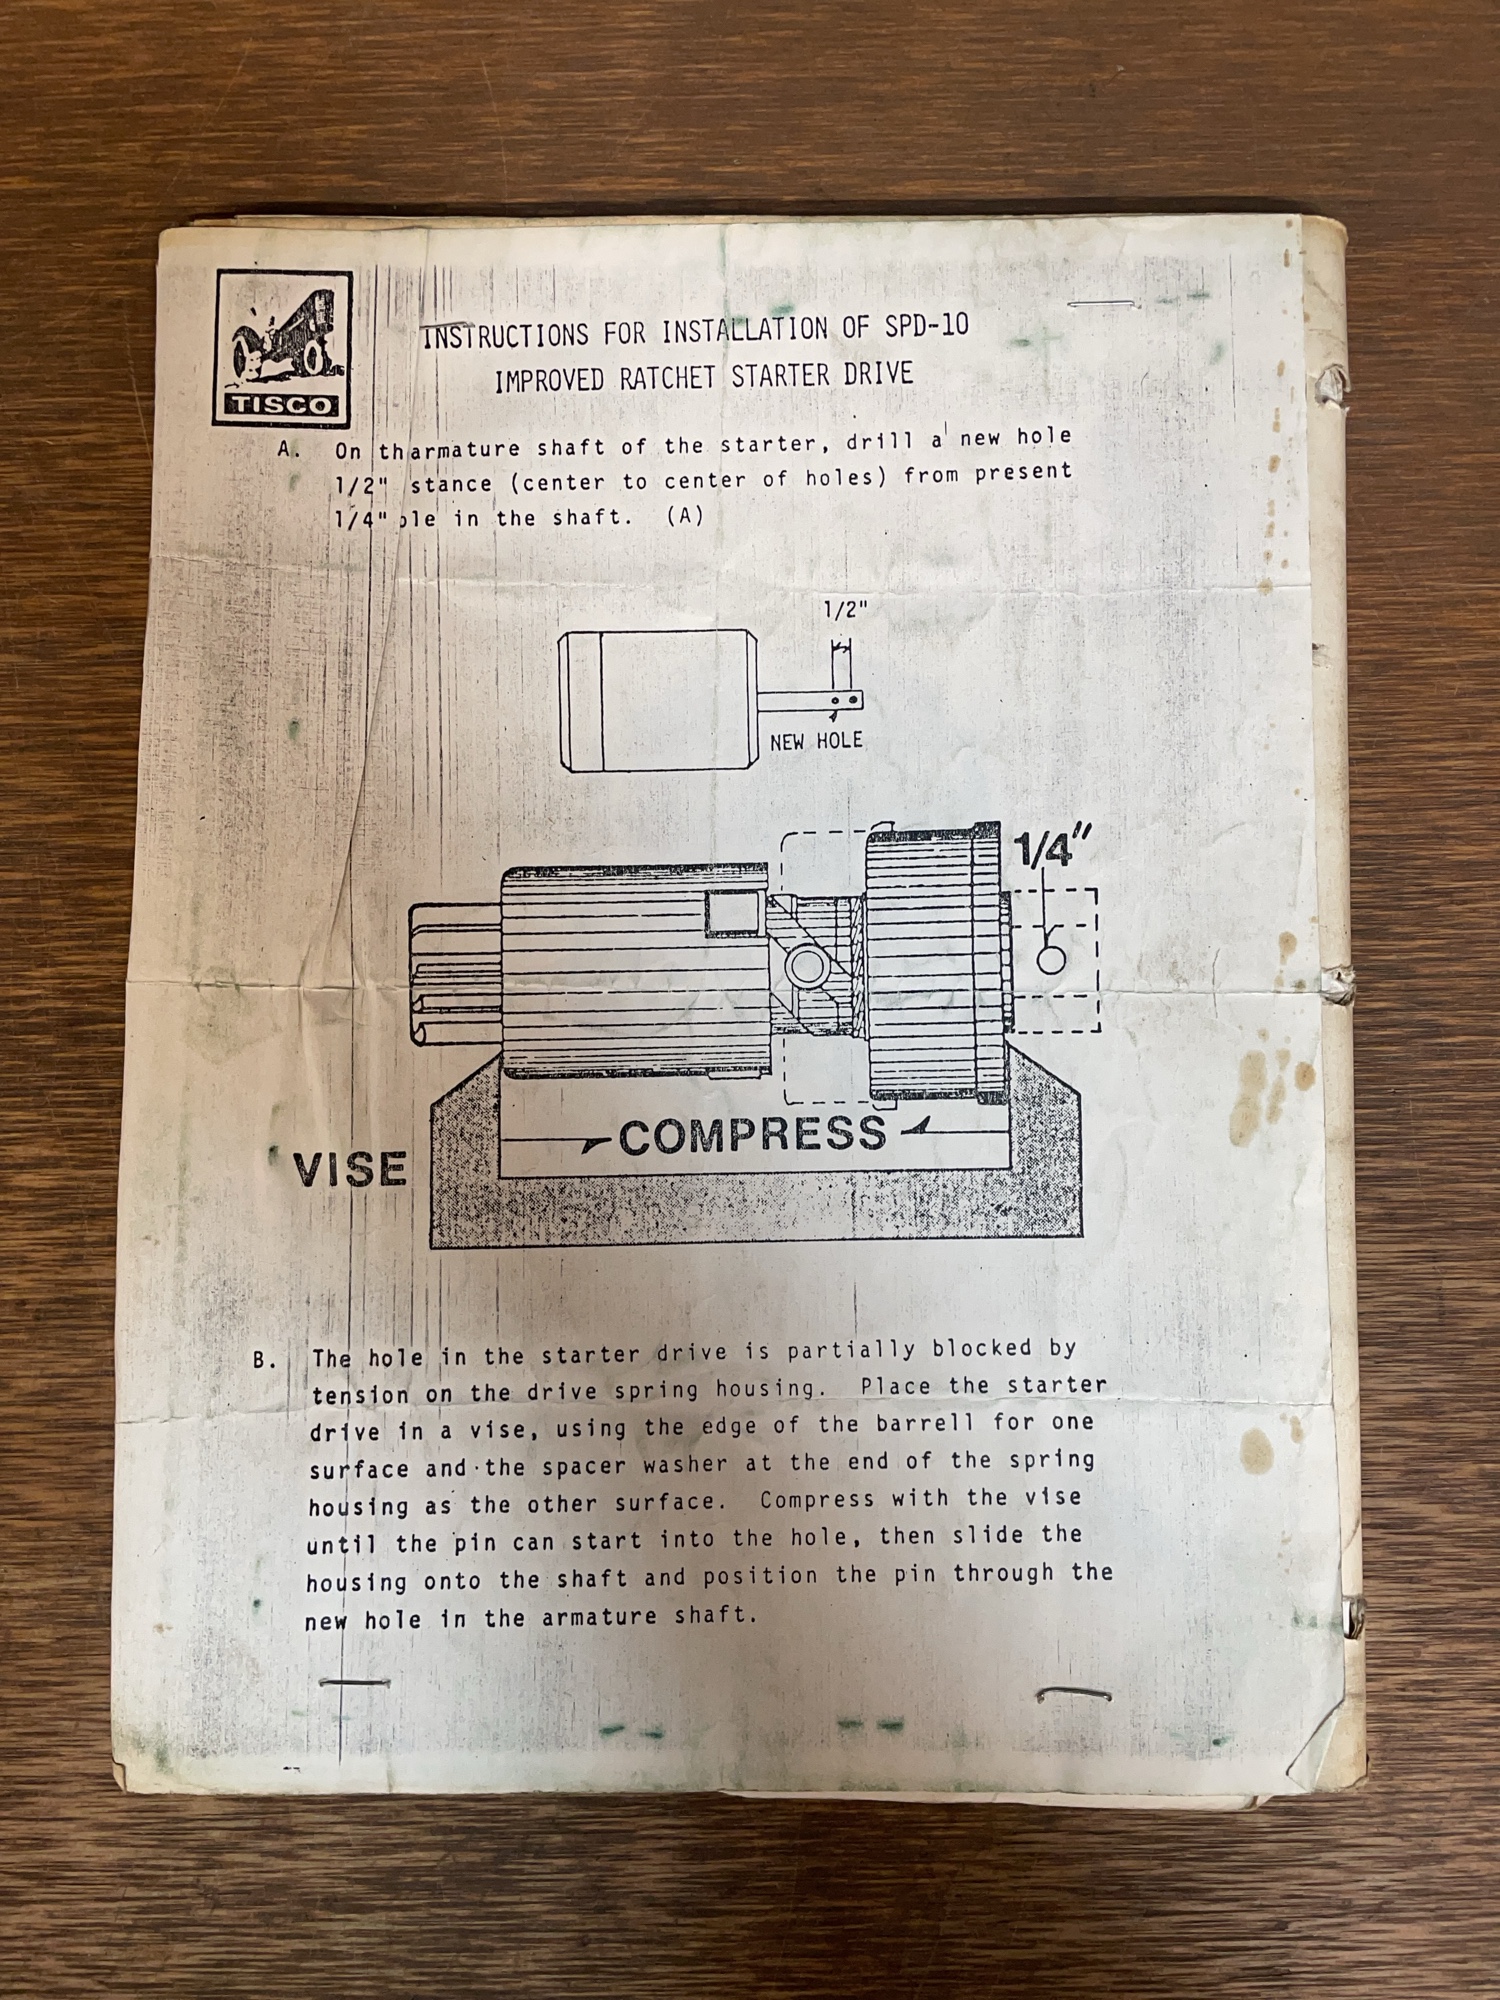 TISCO
INSTRUCTIONS FOR INSTALLATION OF SPD-10
IMPROVED RATCHET STARTER DRIVE
A. On tharmature shaft of the starter, drill a new hole
1/2" stance (center to center of holes) from present
1/4" ole in the shaft. (A)
1/2"
NEW HOLE
1/4"
COMPRESS
VISE
B. The hole in the starter drive is partially blocked by
tension on the drive spring housing. Place the starter
drive in a vise, using the edge of the barrell for one
surface and the spacer washer at the end of the spring
housing as the other surface. Compress with the vise
until the pin can start into the hole, then slide the
housing onto the shaft and position the pin through the
new hole in the armature shaft.